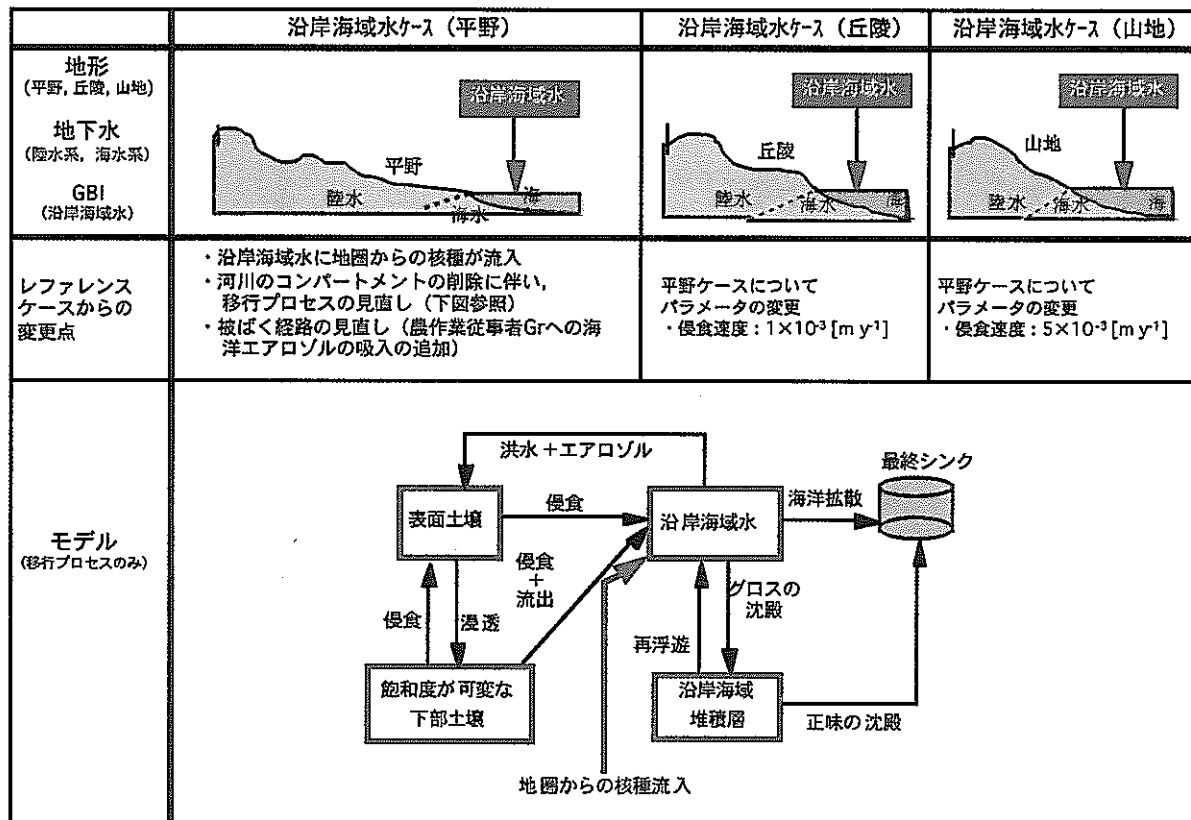 沿岸海域水ケース（平野）
沿岸海域水ケース（丘陵）
沿岸海域水ケース（山地）
地形
（平野, 丘陵, 山地）
地下水
（陸水系, 海水系）
GBI
（沿岸海域水）
沿岸海域水
平野
陸水
海水
海
沿岸海域水
丘陵
陸水
海水
海
沿岸海域水
山地
陸水
海水
海
レファレンス
ケースからの
変更点
・沿岸海域水に地圏からの核種が流入
・河川のコンパートメントの削除に伴い,
移行プロセスの見直し（下図参照）
・被ばく経路の見直し（農作業従事者Grへの海
洋エアロゾルの吸入の追加）
平野ケースについて
パラメータの変更
・侵食速度：1×10⁻³ [m y⁻¹]
平野ケースについて
パラメータの変更
・侵食速度：5×10⁻³ [m y⁻¹]
モデル
（移行プロセスのみ）
洪水＋エアロゾル
最終シンク
表面土壌
侵食
沿岸海域水
海洋拡散
侵食
＋
流出
グロスの
沈殿
侵食
浸透
再浮遊
飽和度が可変な
下部土壌
沿岸海域
堆積層
正味の沈殿
地圏からの核種流入